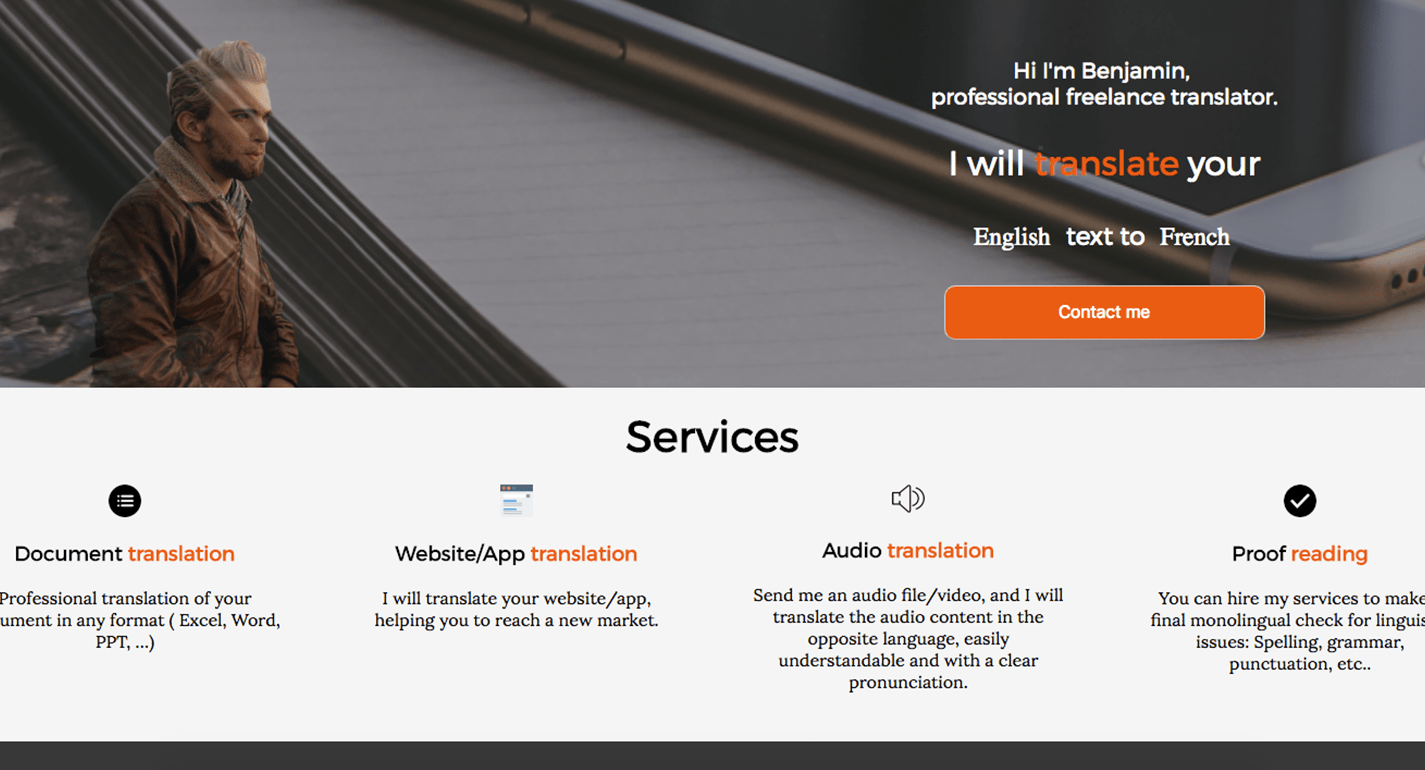 Hi I'm Benjamin,
professional freelance translator.
I will translate your
English text to French
Contact me
Services
Document translation
Professional translation of your
ument in any format ( Excel, Word,
PPT, ...)
Website/App translation
I will translate your website/app,
helping you to reach a new market.
Audio translation
Send me an audio file/video, and I will
translate the audio content in the
opposite language, easily
understandable and with a clear
pronunciation.
Proof reading
You can hire my services to make
final monolingual check for linguis
issues: Spelling, grammar,
punctuation, etc..